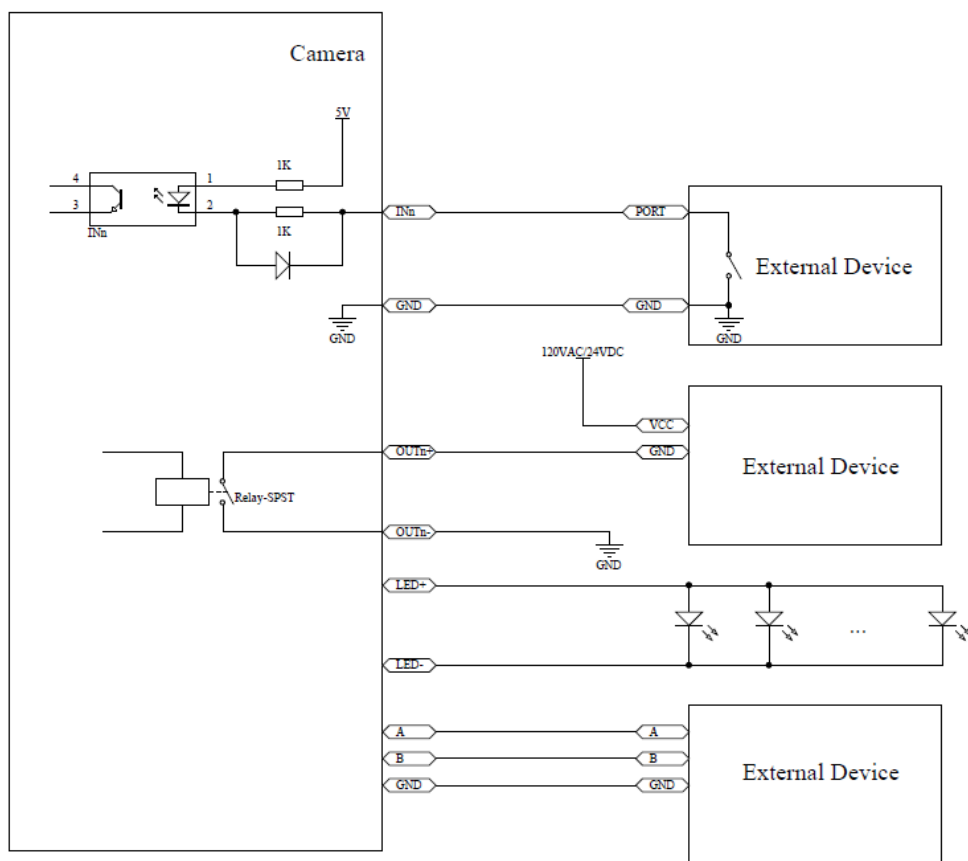 Camera
5V
1K
4
1
3
2
INn
1K
INn
PORT
External Device
GND
GND
GND
GND
120VAC/24VDC
VCC
OUTn+
GND
External Device
Relay-SPST
OUTn-
GND
LED+
...
LED-
A
A
B
B
External Device
GND
GND